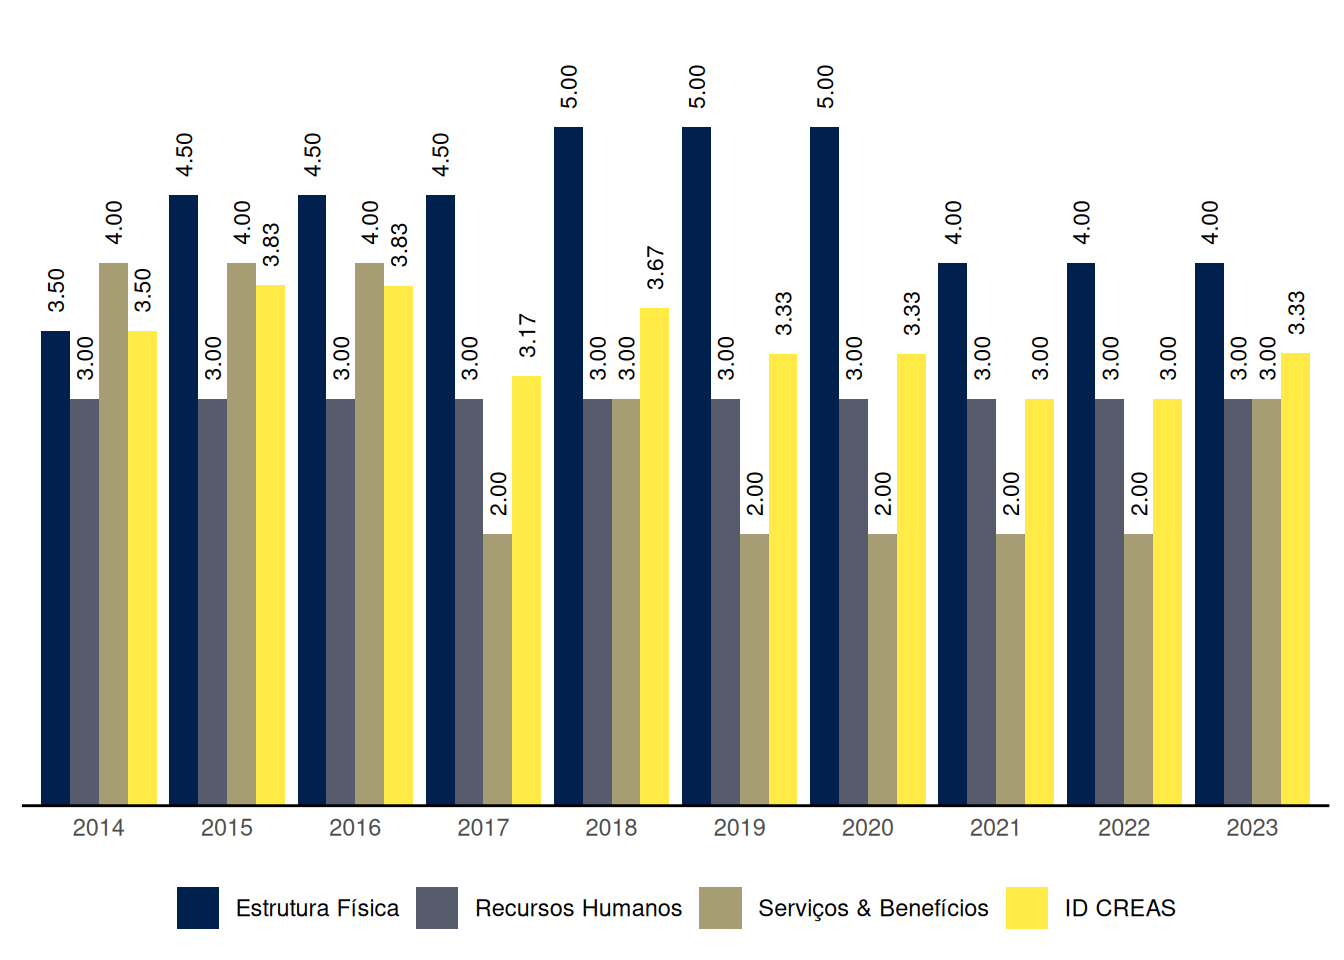 3.50 3.00 4.00 3.50
4.50 3.00 4.00 3.83
4.50 3.00 4.00 3.83
4.50 3.00 2.00 3.17
5.00 3.00 3.00 3.67
5.00 3.00 2.00 3.33
5.00 3.00 2.00 3.33
4.00 3.00 2.00 3.00
4.00 3.00 2.00 3.00
4.00 3.00 3.00 3.33
2014 2015 2016 2017 2018 2019 2020 2021 2022 2023
Estrutura Física Recursos Humanos Serviços & Benefícios ID CREAS